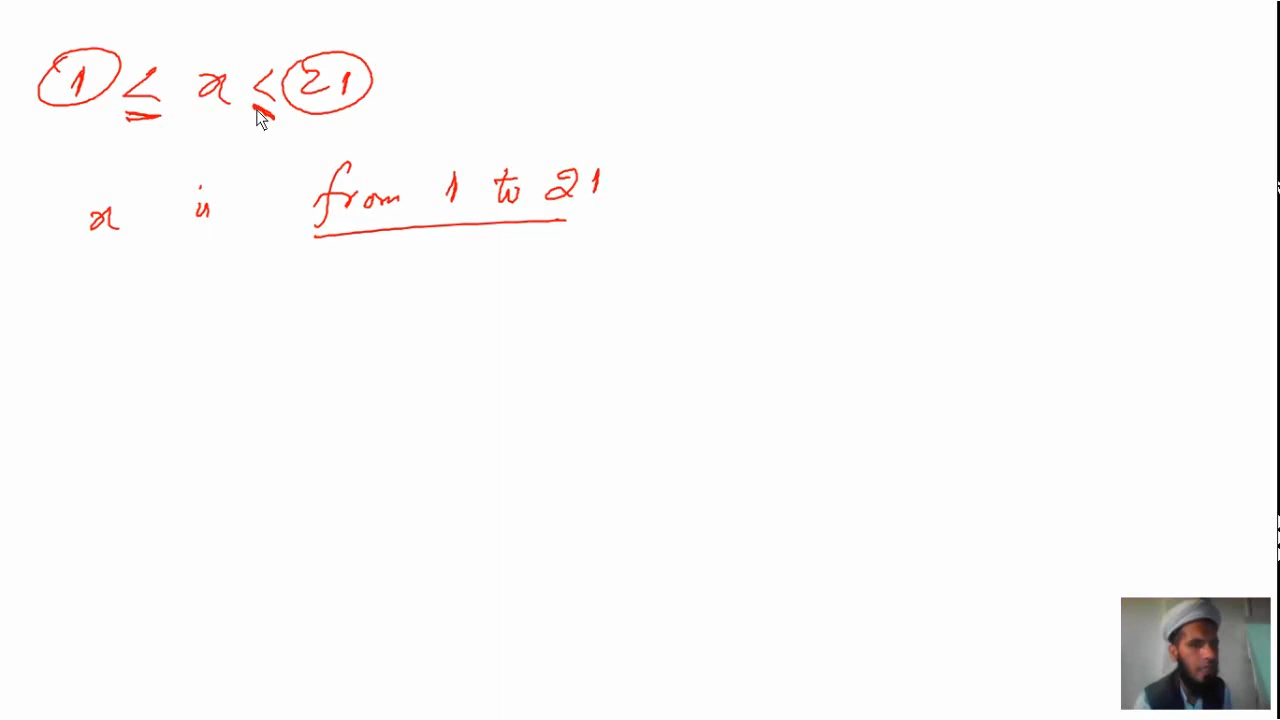 1 ≤ x ≤ 21
x is from 1 to 21